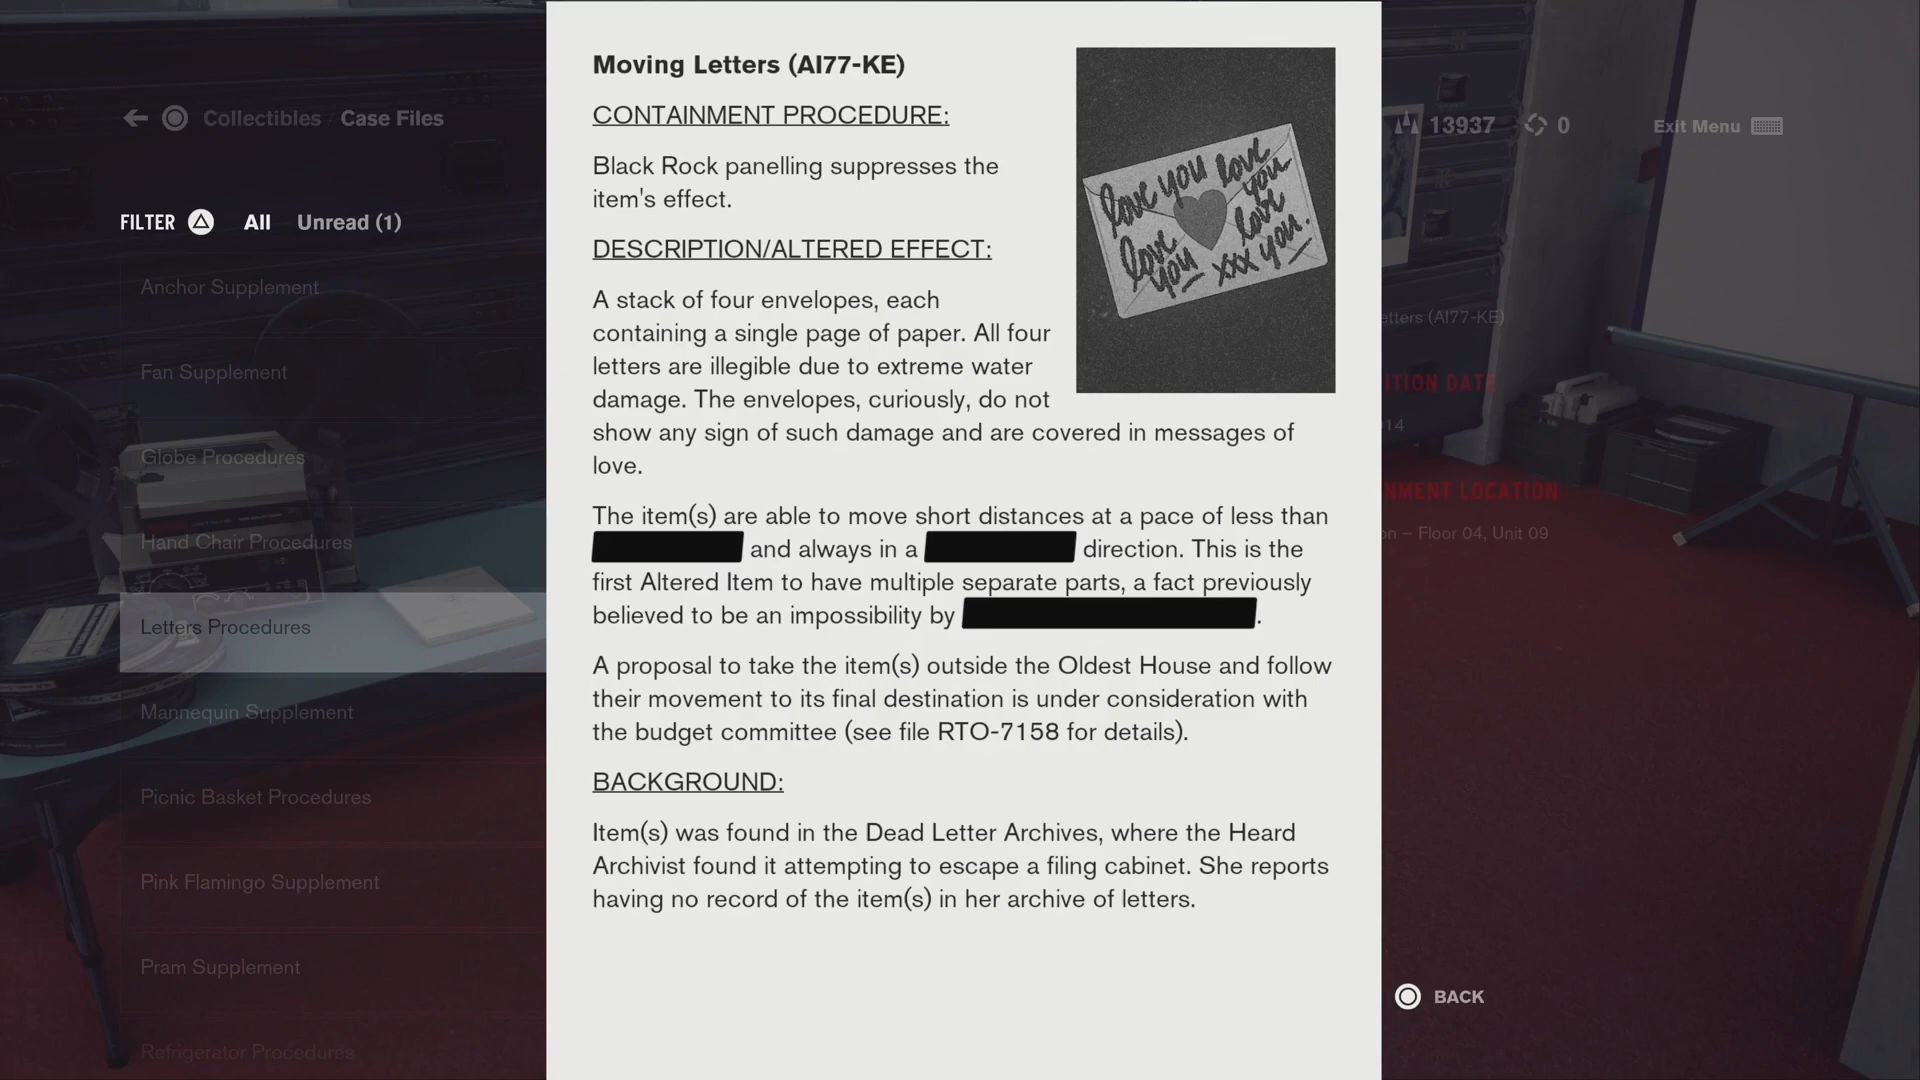 Moving Letters (AI77-KE)
CONTAINMENT PROCEDURE:
Black Rock panelling suppresses the
item's effect.
DESCRIPTION/ALTERED EFFECT:
A stack of four envelopes, each
containing a single page of paper. All four
letters are illegible due to extreme water
damage. The envelopes, curiously, do not
show any sign of such damage and are covered in messages of
love.
The item(s) are able to move short distances at a pace of less than
and always in a direction. This is the
first Altered Item to have multiple separate parts, a fact previously
believed to be an impossibility by .
A proposal to take the item(s) outside the Oldest House and follow
their movement to its final destination is under consideration with
the budget committee (see file RTO-7158 for details).
BACKGROUND:
Item(s) was found in the Dead Letter Archives, where the Heard
Archivist found it attempting to escape a filing cabinet. She reports
having no record of the item(s) in her archive of letters.
love you love you
love you love you.
xxx
Collectibles / Case Files
FILTER All Unread (1)
Anchor Supplement
Fan Supplement
Globe Procedures
Hand Chair Procedures
Letters Procedures
Mannequin Supplement
Picnic Basket Procedures
Pink Flamingo Supplement
Pram Supplement
Refrigerator Procedures
13937 0 Exit Menu
etters (AI77-KE)
ITION DATE
14
NMENT LOCATION
on – Floor 04, Unit 09
BACK